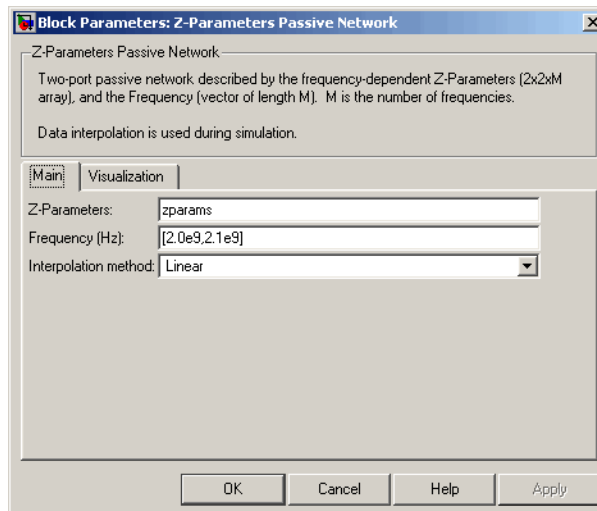 Block Parameters: Z-Parameters Passive Network
Z-Parameters Passive Network
Two-port passive network described by the frequency-dependent Z-Parameters (2x2xM
array), and the Frequency (vector of length M). M is the number of frequencies.
Data interpolation is used during simulation.
Main Visualization
Z-Parameters: zparams
Frequency (Hz): [2.0e9,2.1e9]
Interpolation method: Linear
OK Cancel Help Apply